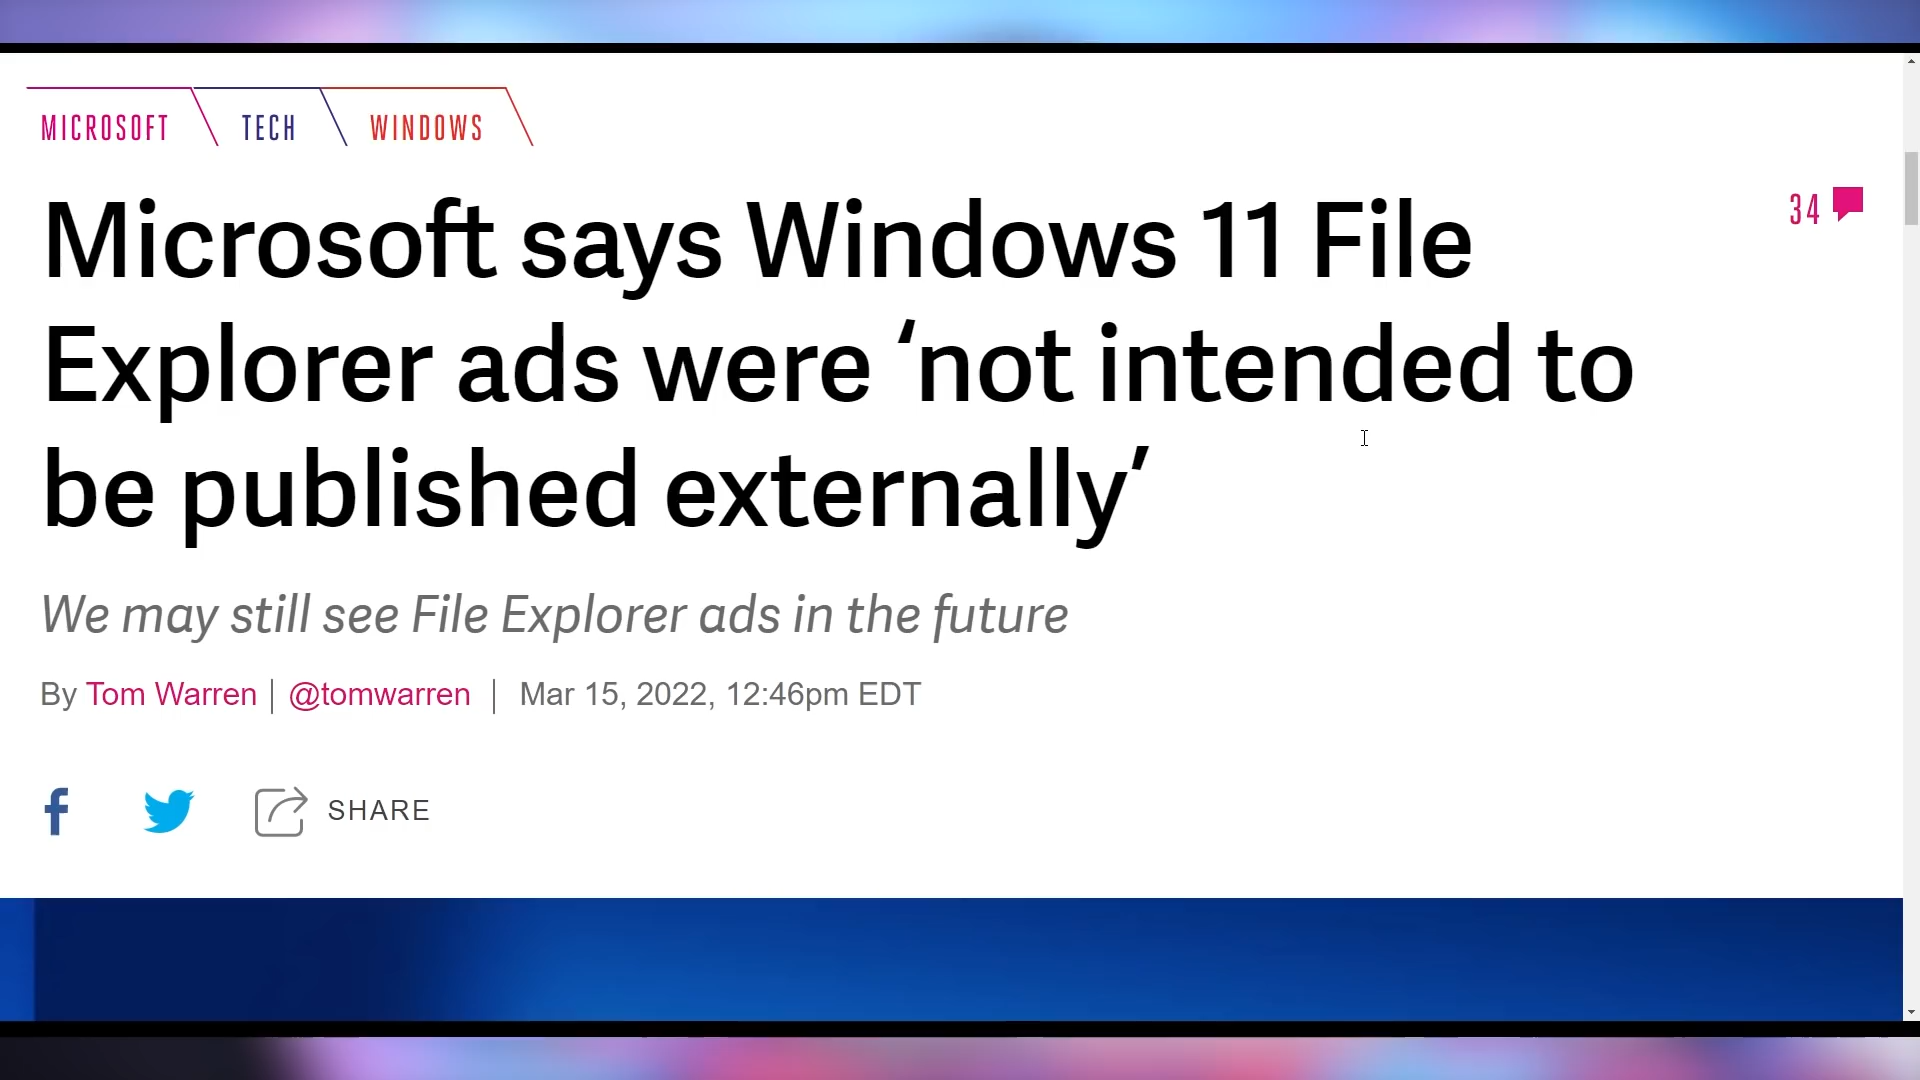 MICROSOFT TECH WINDOWS
Microsoft says Windows 11 File
Explorer ads were ‘not intended to
be published externally’
34
We may still see File Explorer ads in the future
By Tom Warren | @tomwarren | Mar 15, 2022, 12:46pm EDT
SHARE